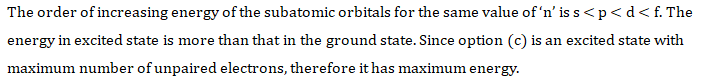 The order of increasing energy of the subatomic orbitals for the same value of ‘n’ is s < p < d < f. The
energy in excited state is more than that in the ground state. Since option (c) is an excited state with
maximum number of unpaired electrons, therefore it has maximum energy.